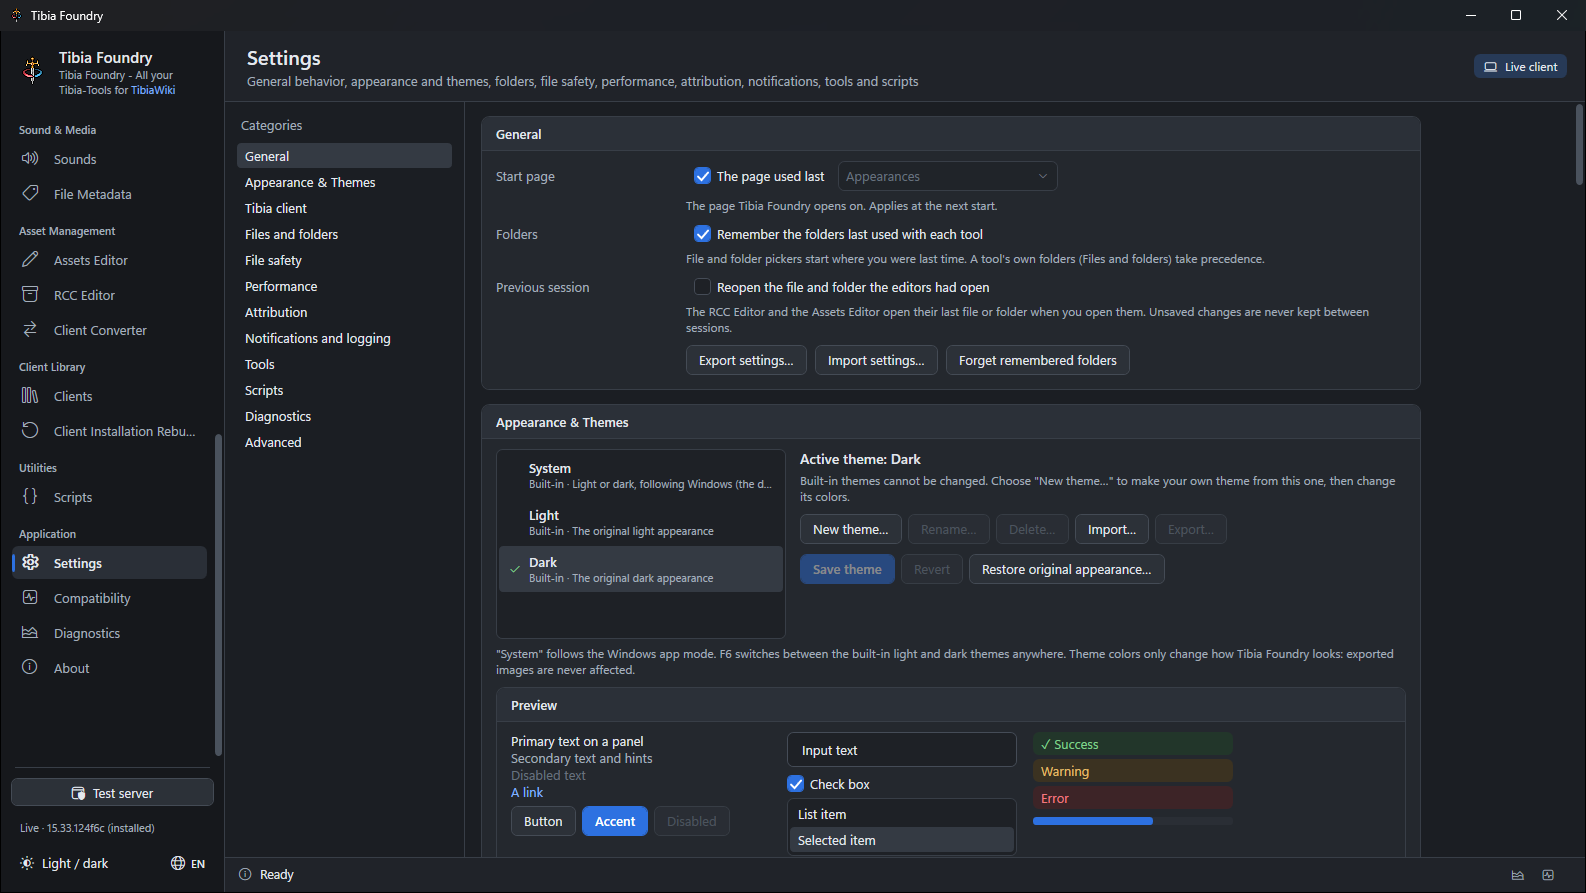 Tibia Foundry
Tibia Foundry
Tibia Foundry - All your
Tibia-Tools for TibiaWiki
Sound & Media
Sounds
File Metadata
Asset Management
Assets Editor
RCC Editor
Client Converter
Client Library
Clients
Client Installation Rebu...
Utilities
Scripts
Application
Settings
Compatibility
Diagnostics
About
Test server
Live · 15.33.124f6c (installed)
Light / dark
EN
Settings
General behavior, appearance and themes, folders, file safety, performance, attribution, notifications, tools and scripts
Live client
Categories
General
Appearance & Themes
Tibia client
Files and folders
File safety
Performance
Attribution
Notifications and logging
Tools
Scripts
Diagnostics
Advanced
General
Start page
The page used last
Appearances
The page Tibia Foundry opens on. Applies at the next start.
Folders
Remember the folders last used with each tool
File and folder pickers start where you were last time. A tool's own folders (Files and folders) take precedence.
Previous session
Reopen the file and folder the editors had open
The RCC Editor and the Assets Editor open their last file or folder when you open them. Unsaved changes are never kept between
sessions.
Export settings...
Import settings...
Forget remembered folders
Appearance & Themes
System
Built-in · Light or dark, following Windows (the d...
Light
Built-in · The original light appearance
Dark
Built-in · The original dark appearance
Active theme: Dark
Built-in themes cannot be changed. Choose "New theme..." to make your own theme from this one, then change
its colors.
New theme...
Rename...
Delete...
Import...
Export...
Save theme
Revert
Restore original appearance...
"System" follows the Windows app mode. F6 switches between the built-in light and dark themes anywhere. Theme colors only change how Tibia Foundry looks: exported
images are never affected.
Preview
Primary text on a panel
Secondary text and hints
Disabled text
A link
Button
Accent
Disabled
Input text
Check box
List item
Selected item
✓ Success
Warning
Error
Ready